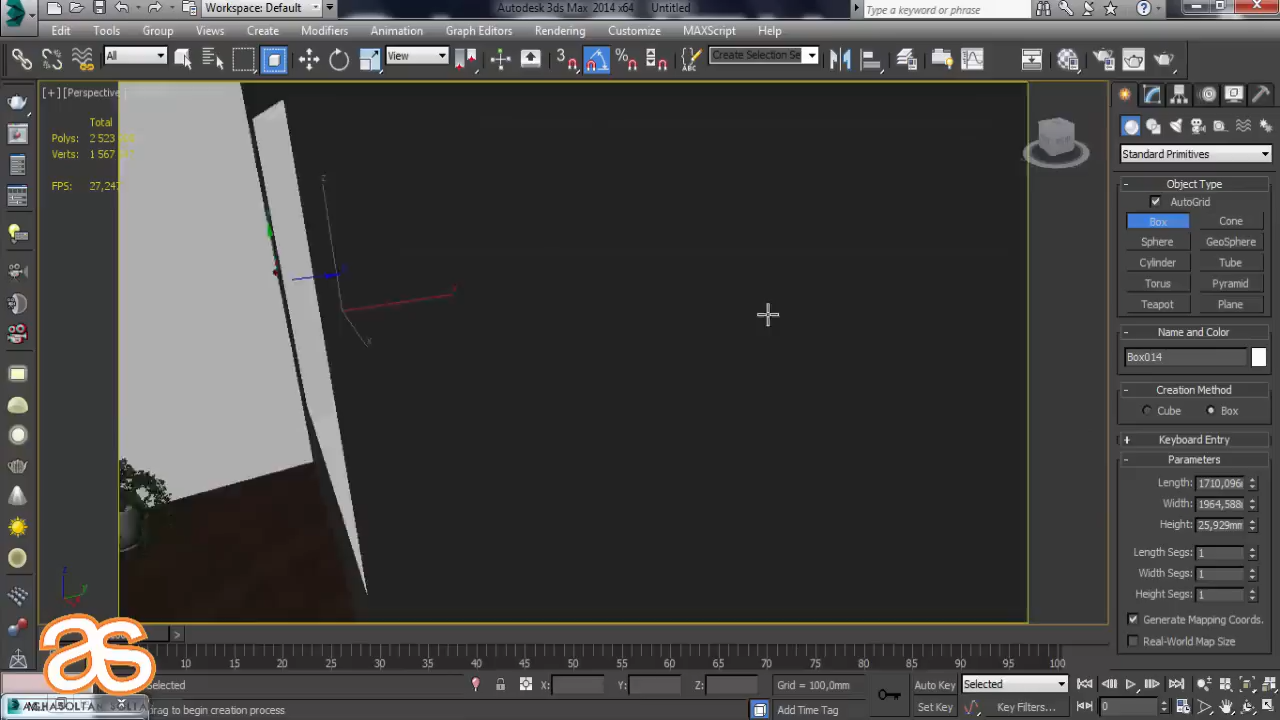 Workspace: Default
Autodesk 3ds Max 2014 x64 Untitled
Type a keyword or phrase
Edit Tools Group Views Create Modifiers Animation Graph Editors Rendering Customize MAXScript Help
All View 3 Create Selection Se
[+] [Perspective
Total
Polys: 2 523
Verts: 1 567
FPS: 27,24
Standard Primitives
Object Type
AutoGrid
Box Cone
Sphere GeoSphere
Cylinder Tube
Torus Pyramid
Teapot Plane
Name and Color
Box014
Creation Method
Cube Box
Keyboard Entry
Parameters
Length: 1710,096
Width: 1964,588
Height: 25,929mm
Length Segs: 1
Width Segs: 1
Height Segs: 1
Generate Mapping Coords.
Real-World Map Size
as
10 15 20 25 30 35 40 45 50 55 60 65 70 75 80 85 90 95 100
Selected X: Y: Z: Grid = 100,0mm Auto Key Selected
drag to begin creation process Add Time Tag Set Key Key Filters... 0